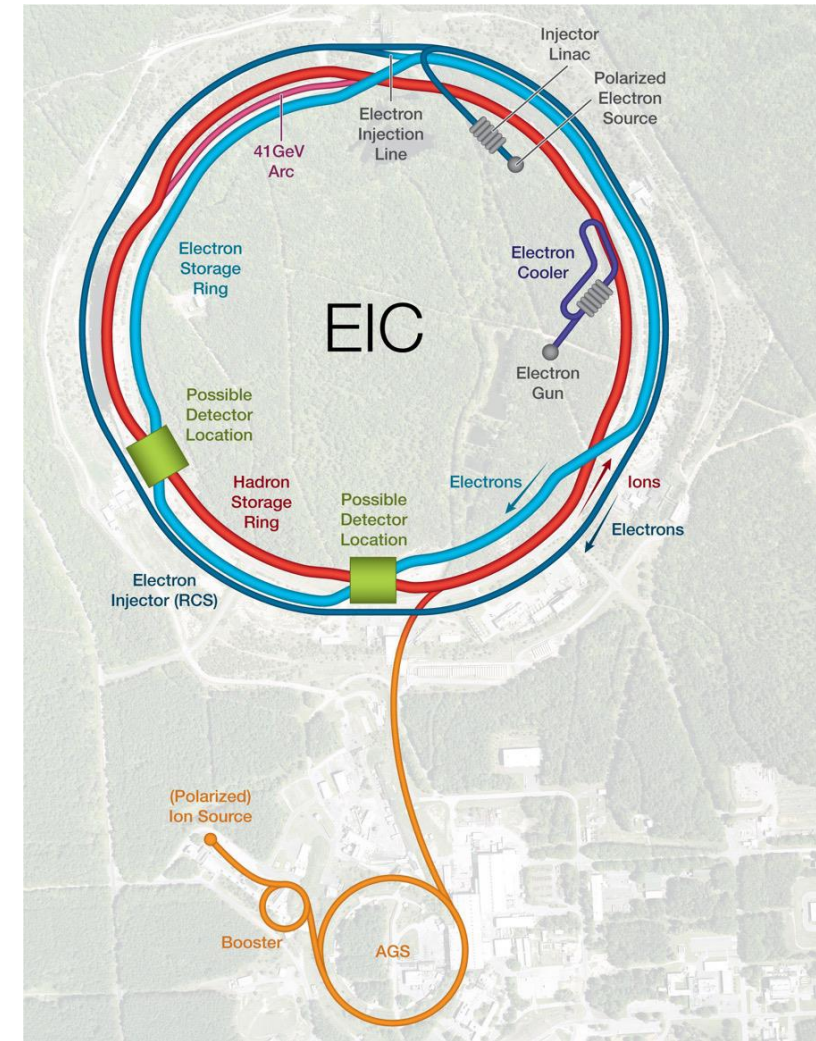 Injector
Linac
Polarized
Electron
Source
Electron
Injection
Line
41GeV
Arc
Electron
Storage
Ring
Electron
Cooler
EIC
Electron
Gun
Possible
Detector
Location
Hadron
Storage
Ring
Possible
Detector
Location
Electrons
Ions
Electrons
Electron
Injector (RCS)
(Polarized)
Ion Source
Booster
AGS